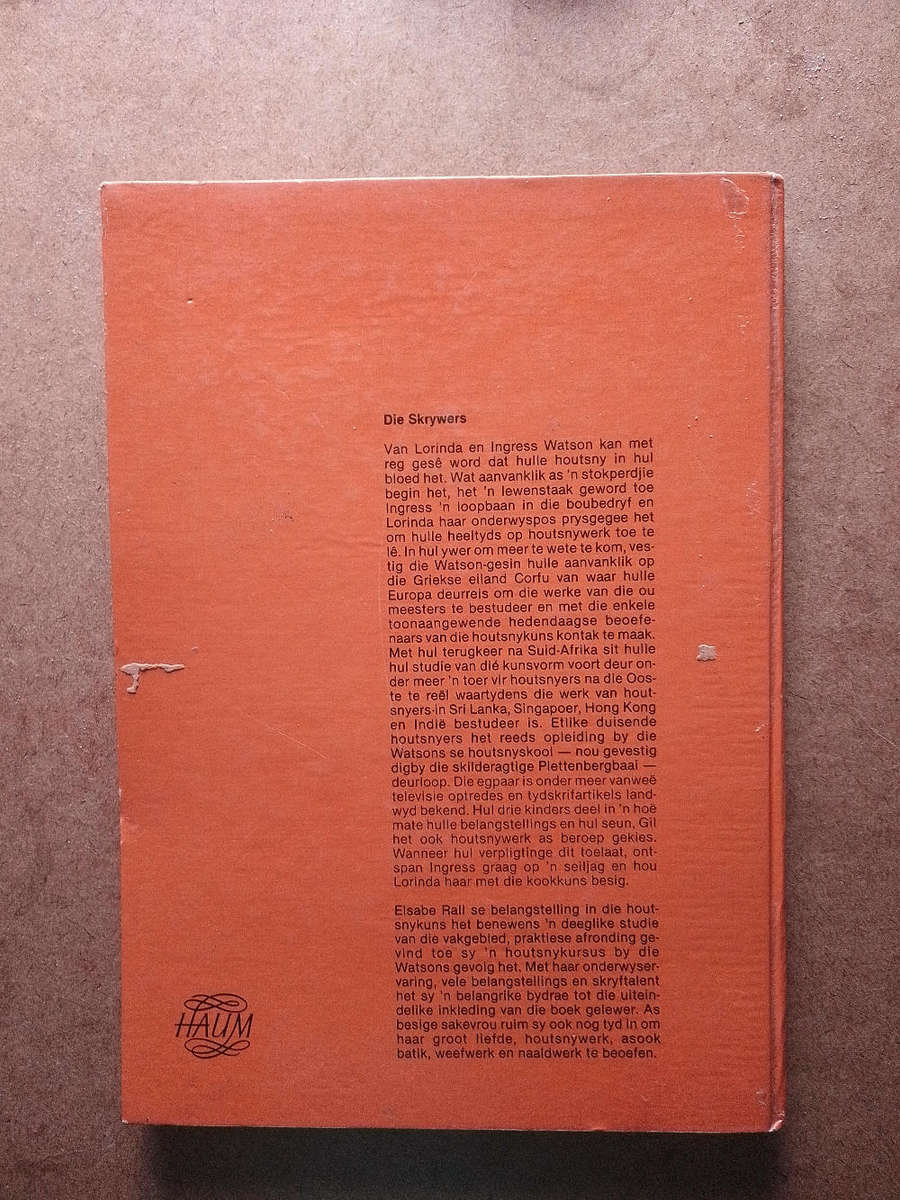 Die Skrywers
Van Lorinda en Ingress Watson kan met
reg gesê word dat hulle houtsny in hul
bloed het. Wat aanvanklik as 'n stokperdjie
begin het, het 'n lewenstaak geword toe
Ingress 'n loopbaan in die boubedryf en
Lorinda haar onderwyspos prysgegee het
om hulle heeltyds op houtsnywerk toe te
lê. In hul ywer om meer te wete te kom, ves-
tig die Watson-gesin hulle aanvanklik op
die Griekse eiland Corfu van waar hulle
Europa deurreis om die werke van die ou
meesters te bestudeer en met die enkele
toonaangewende hedendaagse beoefe-
naars van die houtsnykuns kontak te maak.
Met hul terugkeer na Suid-Afrika sit hulle
hul studie van dié kunsvorm voort deur on-
der meer 'n toer vir houtsnyers na die Oos-
te te reël waartydens die werk van hout-
snyers in Sri Lanka, Singapoer, Hong Kong
en Indië bestudeer is. Etlike duisende
houtsnyers het reeds opleiding by die
Watsons se houtsnyskool — nou gevestig
digby die skilderagtige Plettenbergbaai —
deurloop. Die egpaar is onder meer vanweë
televisie optredes en tydskrifartikels land-
wyd bekend. Hul drie kinders deel in 'n hoë
mate hulle belangstellings en hul seun, Gil
het ook houtsnywerk as beroep gekies.
Wanneer hul verpligtinge dit toelaat, ont-
span Ingress graag op 'n seiljag en hou
Lorinda haar met die kookkuns besig.
Elsabe Rall se belangstelling in die hout-
snykuns het benewens 'n deeglike studie
van die vakgebied, praktiese afronding ge-
vind toe sy 'n houtsnykursus by die
Watsons gevolg het. Met haar onderwyser-
varing, vele belangstellings en skryftalent
het sy 'n belangrike bydrae tot die uitein-
delike inkleding van die boek gelewer. As
besige sakevrou ruim sy ook nog tyd in om
haar groot liefde, houtsnywerk, asook
batik, weefwerk en naaldwerk te beoefen.
HAUM